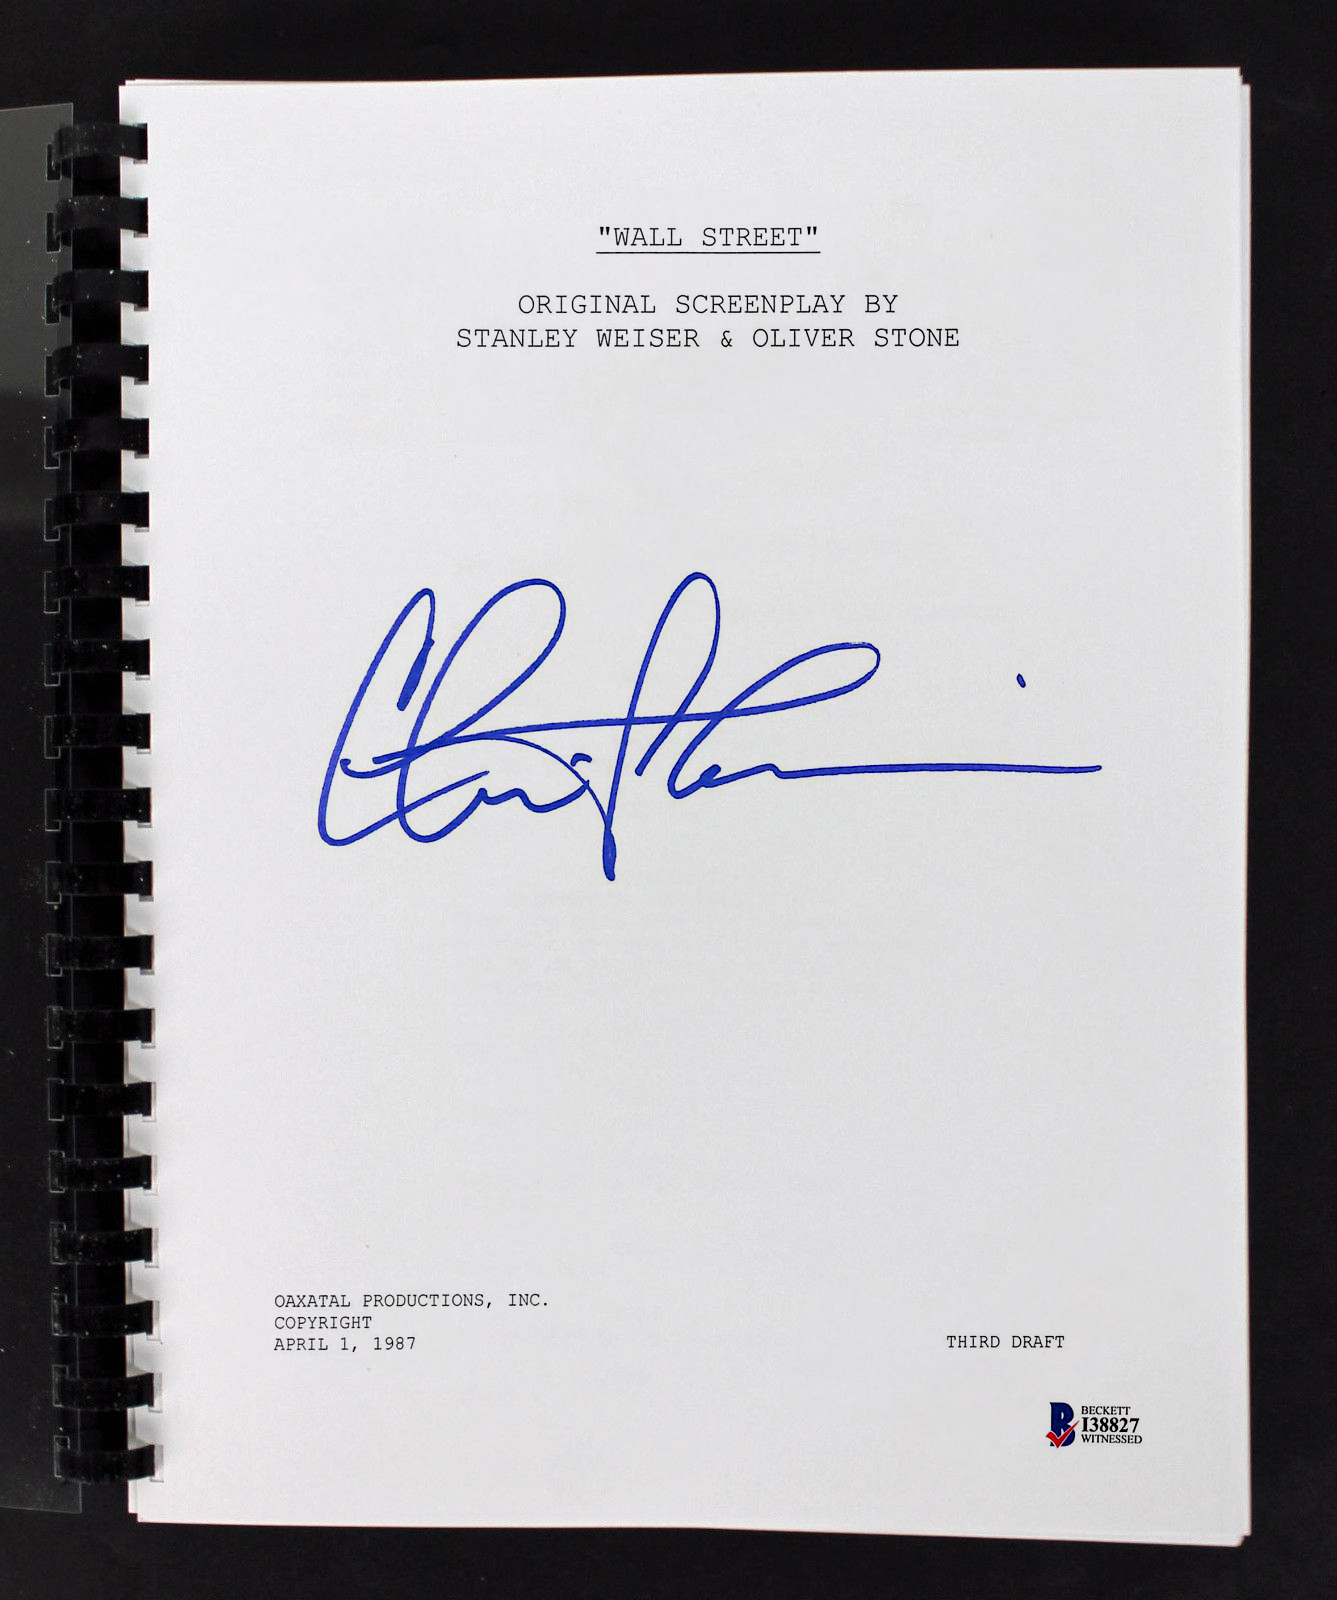 "WALL STREET"
ORIGINAL SCREENPLAY BY
STANLEY WEISER & OLIVER STONE
OAXATAL PRODUCTIONS, INC.
COPYRIGHT
APRIL 1, 1987
THIRD DRAFT
BECKETT
I38827
WITNESSED